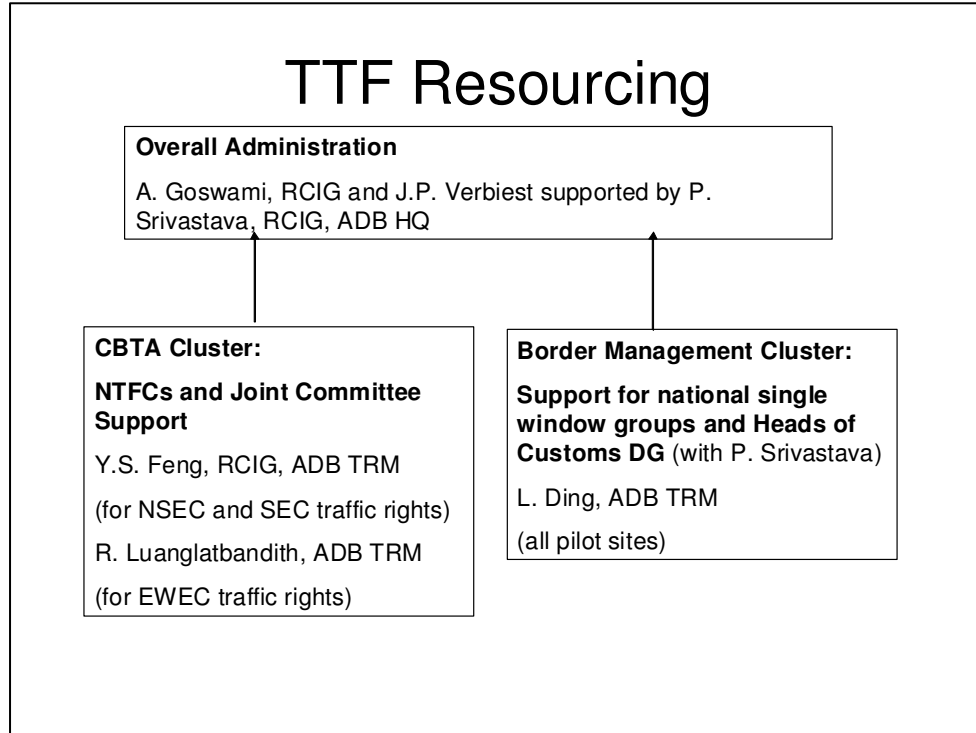 TTF Resourcing
Overall Administration
A. Goswami, RCIG and J.P. Verbiest supported by P.
Srivastava, RCIG, ADB HQ
CBTA Cluster:
NTFCs and Joint Committee
Support
Y.S. Feng, RCIG, ADB TRM
(for NSEC and SEC traffic rights)
R. Luanglatbandith, ADB TRM
(for EWEC traffic rights)
Border Management Cluster:
Support for national single
window groups and Heads of
Customs DG (with P. Srivastava)
L. Ding, ADB TRM
(all pilot sites)